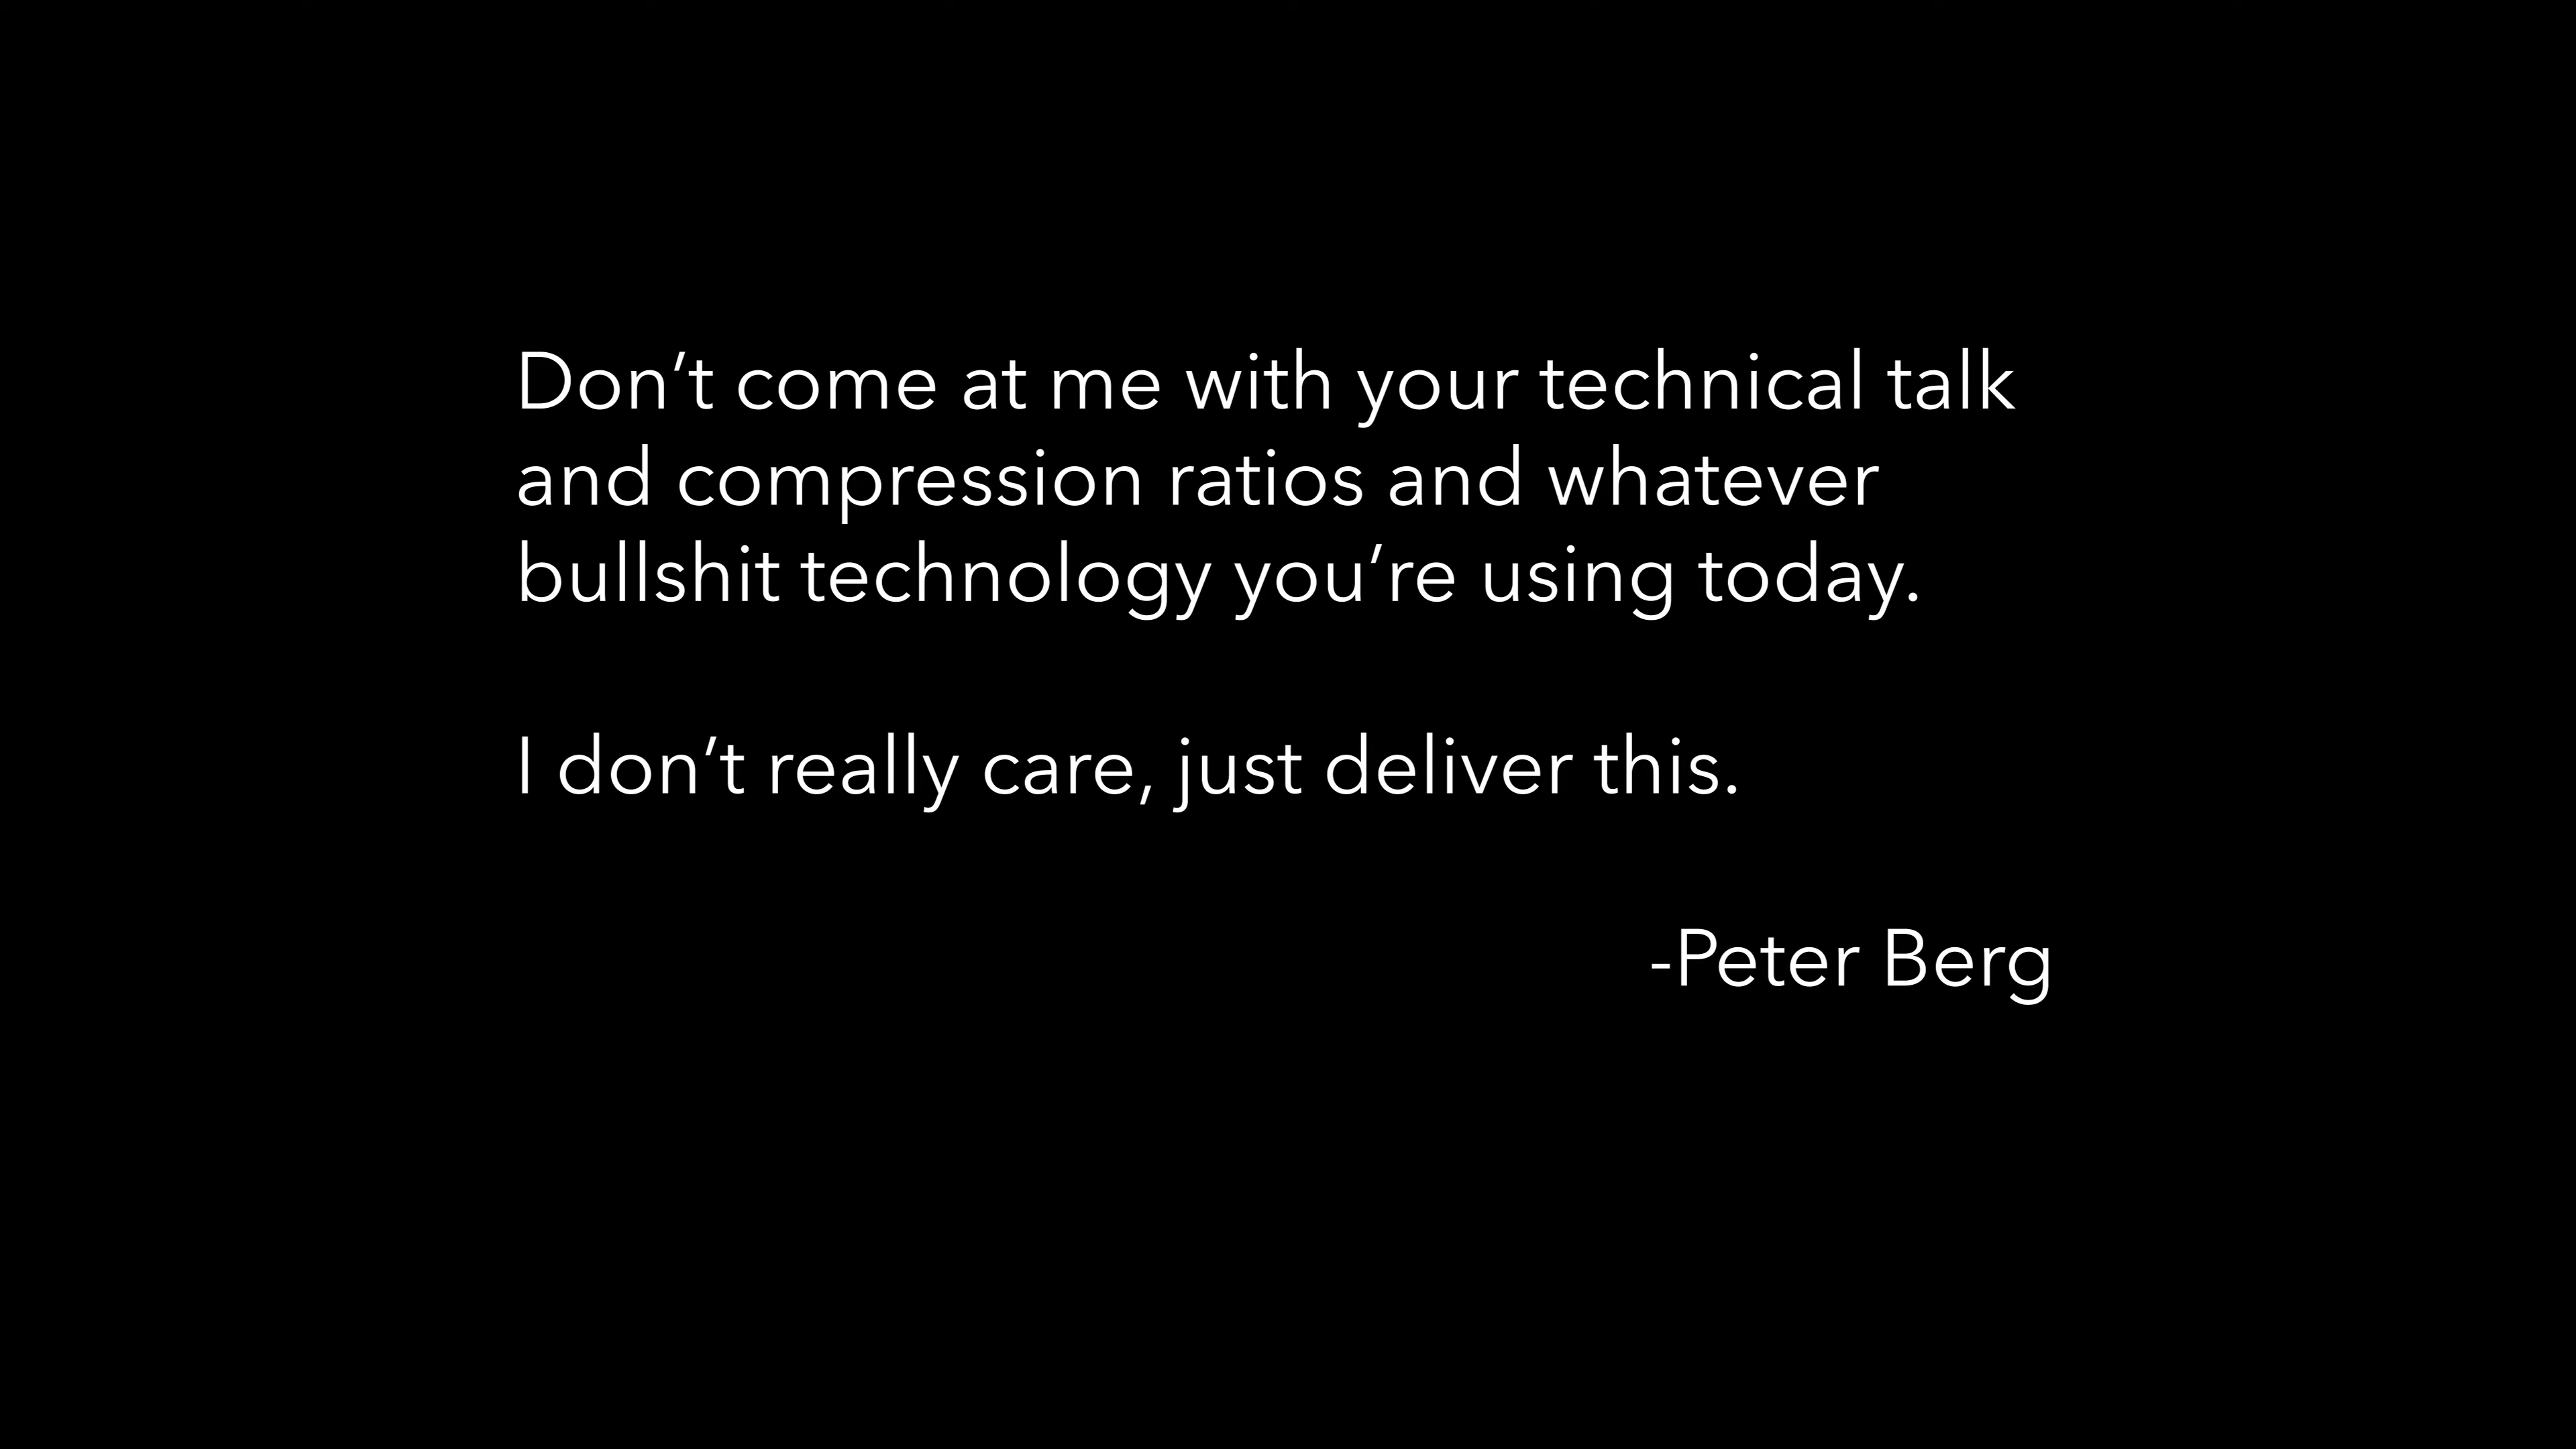 Don’t come at me with your technical talk
and compression ratios and whatever
bullshit technology you’re using today.
I don’t really care, just deliver this.
-Peter Berg